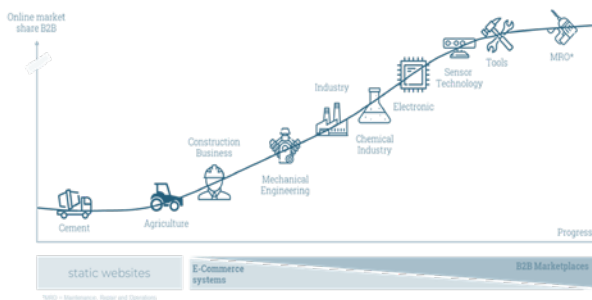 Online market
share B2B
MRO*
Tools
Sensor
Technology
Industry
Electronic
Chemical
Industry
Construction
Business
Mechanical
Engineering
Agriculture
Cement
Progress
static websites
E-Commerce
systems
B2B Marketplaces
*MRO = Maintenance, Repair and Operations